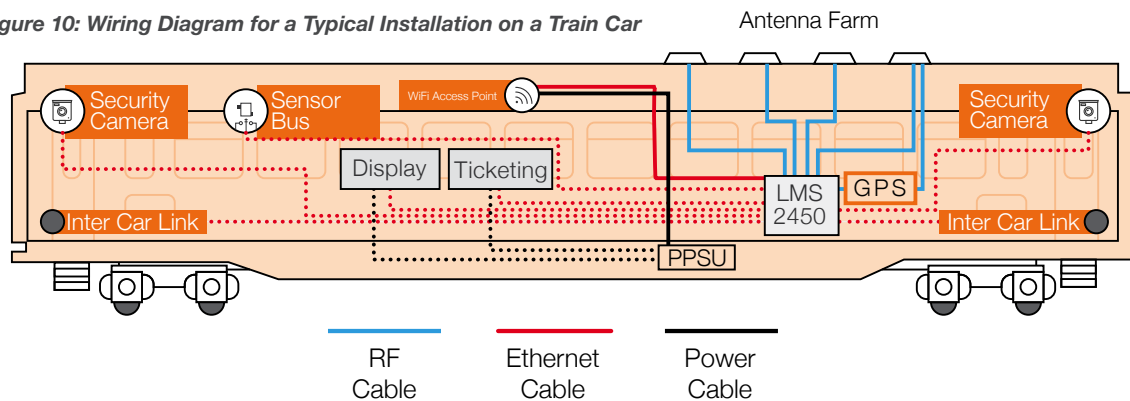 gure 10: Wiring Diagram for a Typical Installation on a Train Car
Antenna Farm
Security
Camera
Sensor
Bus
WiFi Access Point
Security
Camera
Display
Ticketing
LMS
2450
GPS
Inter Car Link
Inter Car Link
PPSU
RF
Cable
Ethernet
Cable
Power
Cable